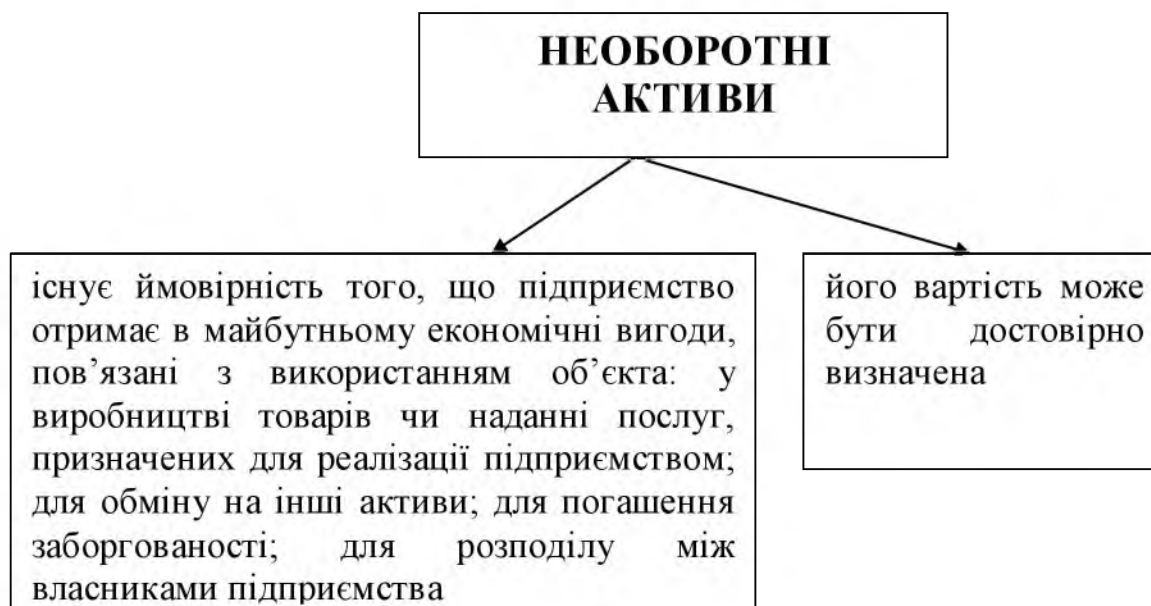 НЕОБОРОТНІ
АКТИВИ
існує ймовірність того, що підприємство
отримає в майбутньому економічні вигоди,
пов’язані з використанням об’єкта: у
виробництві товарів чи наданні послуг,
призначених для реалізації підприємством;
для обміну на інші активи; для погашення
заборгованості; для розподілу між
власниками підприємства
його вартість може
бути достовірно
визначена